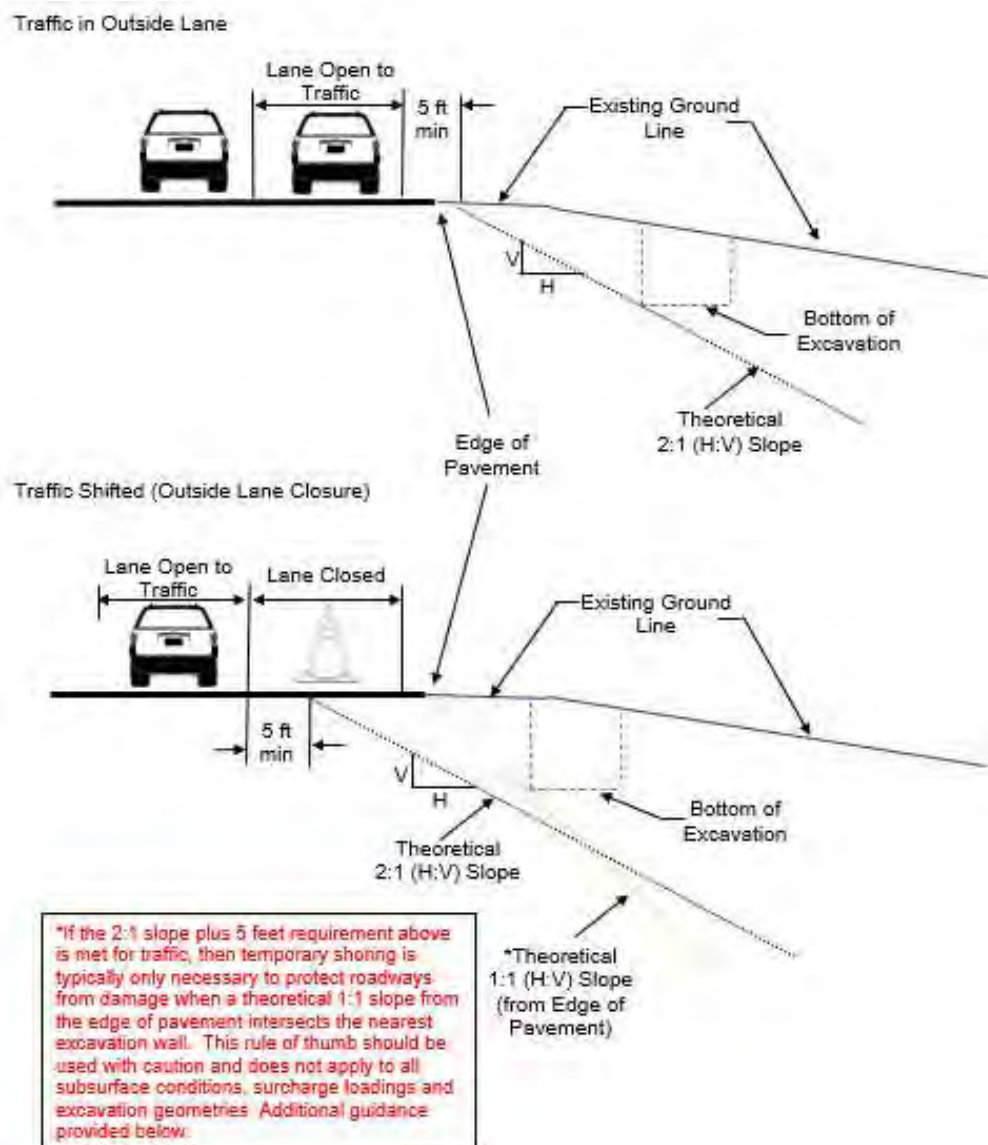 Traffic in Outside Lane
Lane Open to
Traffic
5 ft
min
Existing Ground
Line
V
H
Bottom of
Excavation
Theoretical
2:1 (H:V) Slope
Edge of
Pavement
Traffic Shifted (Outside Lane Closure)
Lane Open to
Traffic
Lane Closed
Existing Ground
Line
5 ft
min
V
H
Bottom of
Excavation
Theoretical
2:1 (H:V) Slope
*Theoretical
1:1 (H:V) Slope
(from Edge of
Pavement)
*If the 2:1 slope plus 5 feet requirement above
is met for traffic, then temporary shoring is
typically only necessary to protect roadways
from damage when a theoretical 1:1 slope from
the edge of pavement intersects the nearest
excavation wall. This rule of thumb should be
used with caution and does not apply to all
subsurface conditions, surcharge loadings and
excavation geometries. Additional guidance
provided below.